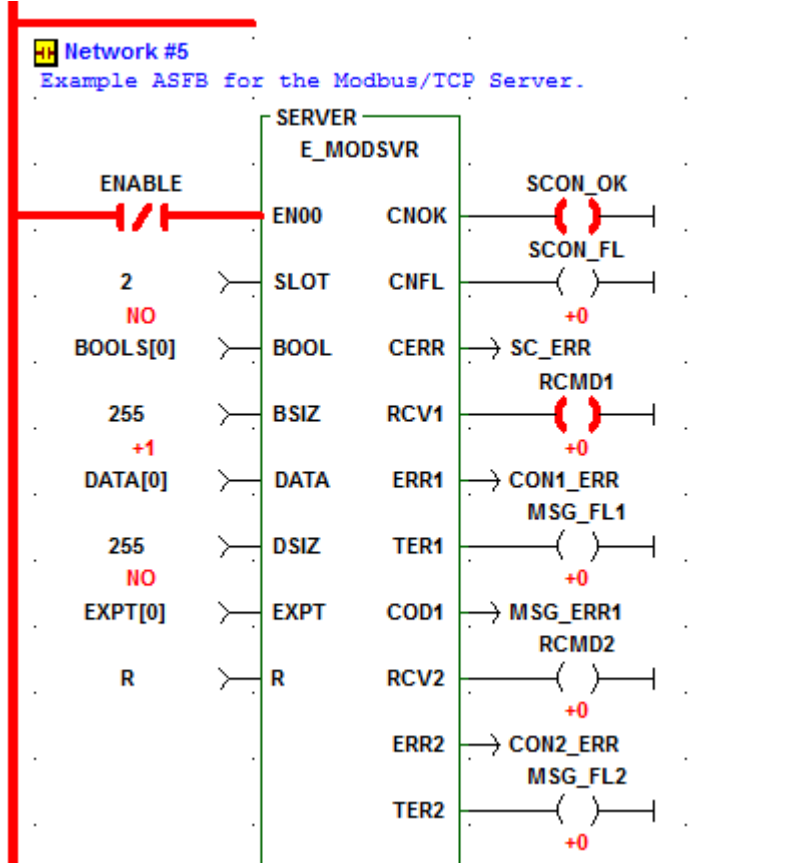 Network #5
Example ASFB for the Modbus/TCP Server.
SERVER
E_MODSVR
ENABLE SCON_OK
EN00 CNOK
SCON_FL
2 SLOT CNFL
NO +0
BOOLS[0] BOOL CERR SC_ERR
RCMD1
255 BSIZ RCV1
+1 +0
DATA[0] DATA ERR1 CON1_ERR
MSG_FL1
255 DSIZ TER1
NO +0
EXPT[0] EXPT COD1 MSG_ERR1
RCMD2
R R RCV2
+0
ERR2 CON2_ERR
MSG_FL2
TER2
+0